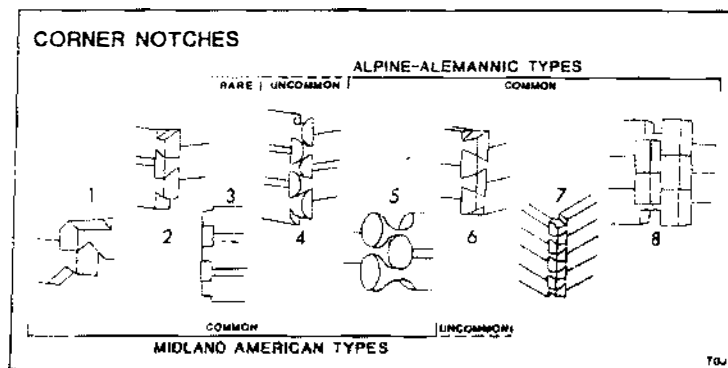 CORNER NOTCHES
ALPINE-ALEMANNIC TYPES
RARE UNCOMMON COMMON
1 2 3 4 5 6 7 8
COMMON UNCOMMON
MIDLAND AMERICAN TYPES
TGJ